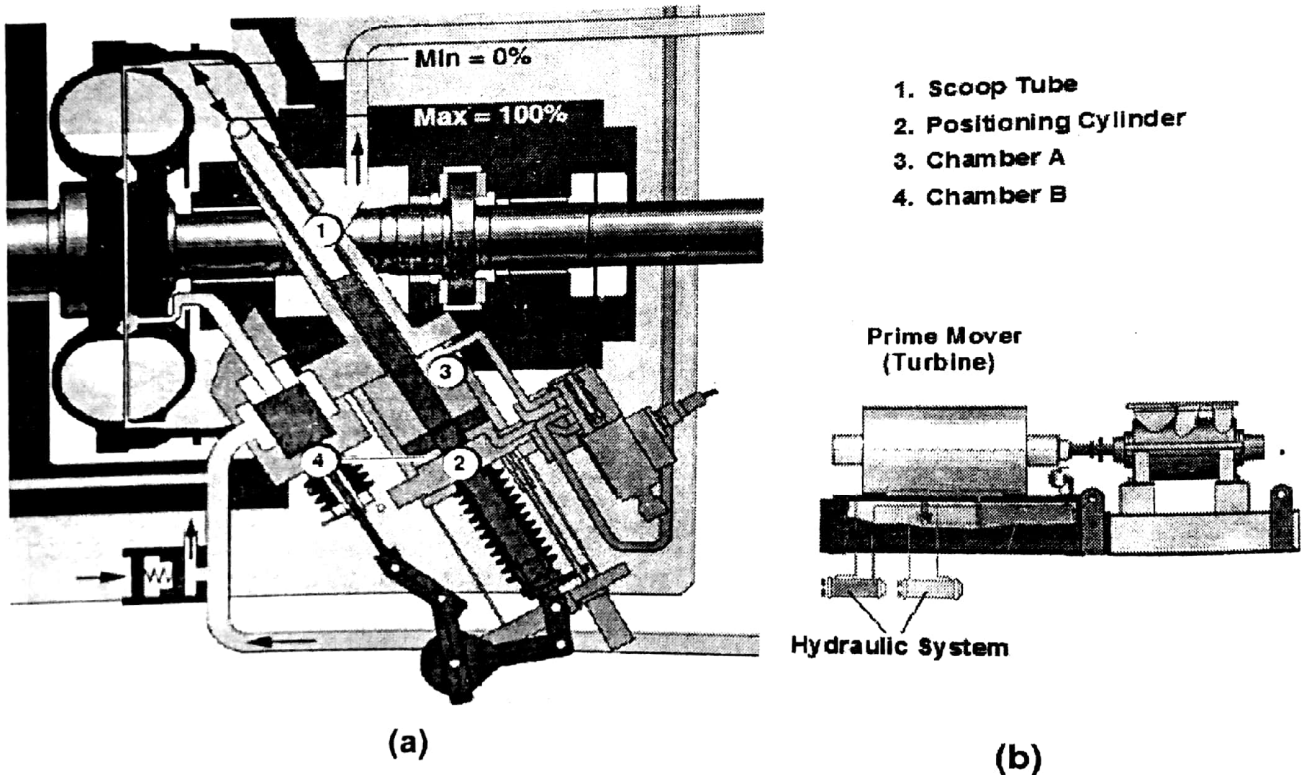 Min = 0%
Max = 100%
1
3
4
2
(a)
1. Scoop Tube
2. Positioning Cylinder
3. Chamber A
4. Chamber B
Prime Mover
(Turbine)
Hydraulic System
(b)